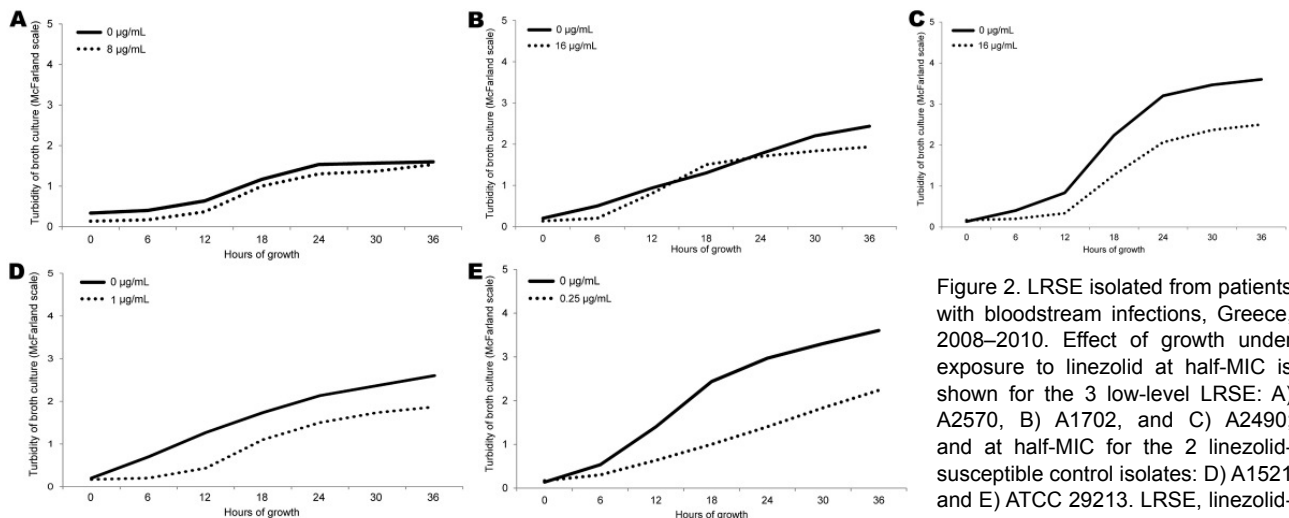 A
Turbidity of broth culture (McFarland scale)
5
4
3
2
1
0
0 µg/mL
8 µg/mL
0 6 12 18 24 30 36
Hours of growth
B
Turbidity of broth culture (McFarland scale)
5
4
3
2
1
0
0 µg/mL
16 µg/mL
0 6 12 18 24 30 36
Hours of growth
C
Turbidity of broth culture (McFarland scale)
5
4
3
2
1
0
0 µg/mL
16 µg/mL
0 6 12 18 24 30 36
Hours of growth
D
Turbidity of broth culture (McFarland scale)
5
4
3
2
1
0
0 µg/mL
1 µg/mL
0 6 12 18 24 30 36
Hours of growth
E
Turbidity of broth culture (McFarland scale)
5
4
3
2
1
0
0 µg/mL
0.25 µg/mL
0 6 12 18 24 30 36
Hours of growth
Figure 2. LRSE isolated from patients
with bloodstream infections, Greece,
2008–2010. Effect of growth under
exposure to linezolid at half-MIC is
shown for the 3 low-level LRSE: A)
A2570, B) A1702, and C) A2490;
and at half-MIC for the 2 linezolid-
susceptible control isolates: D) A1521
and E) ATCC 29213. LRSE, linezolid-